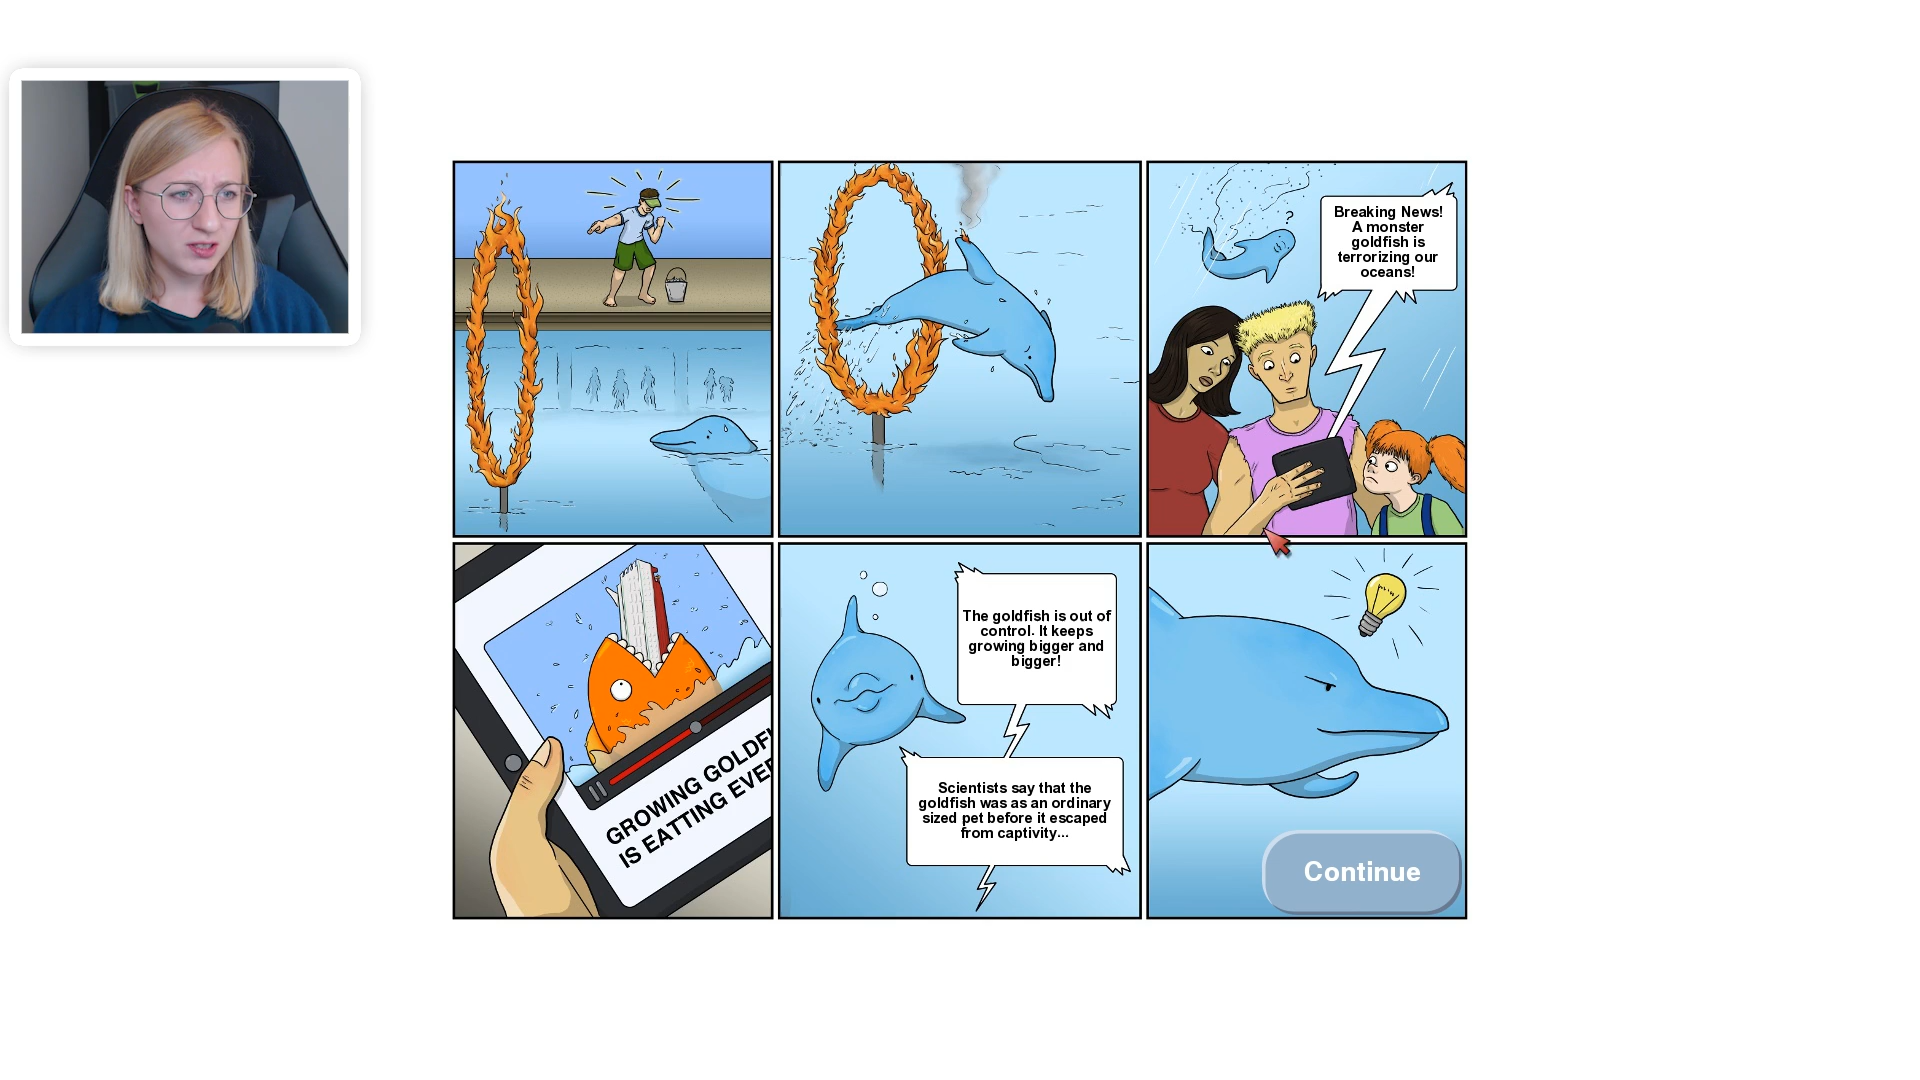 ?
Breaking News!
A monster
goldfish is
terrorizing our
oceans!
GROWING GOLDF
IS EATTING EVE
The goldfish is out of
control. It keeps
growing bigger and
bigger!
Scientists say that the
goldfish was as an ordinary
sized pet before it escaped
from captivity...
Continue